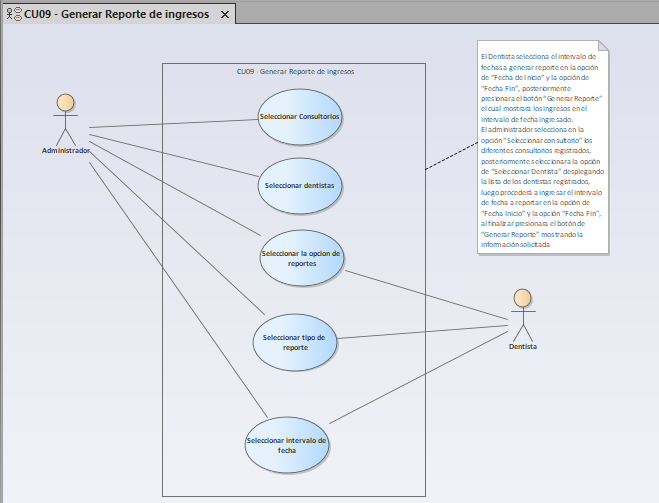 CU09 - Generar Reporte de ingresos
CU09 - Generar Reporte de ingresos
Seleccionar Consultorios
Administrador
Seleccionar dentistas
Seleccionar la opcion de
reportes
Seleccionar tipo de
reporte
Seleccionar intervalo de
fecha
El Dentista selecciona el intervalo de
fechas a generar reporte en la opción
de "Fecha de Inicio" y la opción de
"Fecha Fin", posteriormente
presionara el botón "Generar Reporte"
el cual mostrara los ingresos en el
intervalo de fecha ingresado.
El administrador selecciona en la
opción "Seleccionar consultorio" los
diferentes consultorios registrados,
posteriormente seleccionara la opción
de "Seleccionar Dentista" desplegando
la lista de los dentistas registrados,
luego procederá a ingresar el intervalo
de fecha a reportar en la opción de
"Fecha Inicio" y la opción "Fecha Fin",
al finalizar presionara el botón de
"Generar Reporte" mostrando la
información solicitada
Dentista